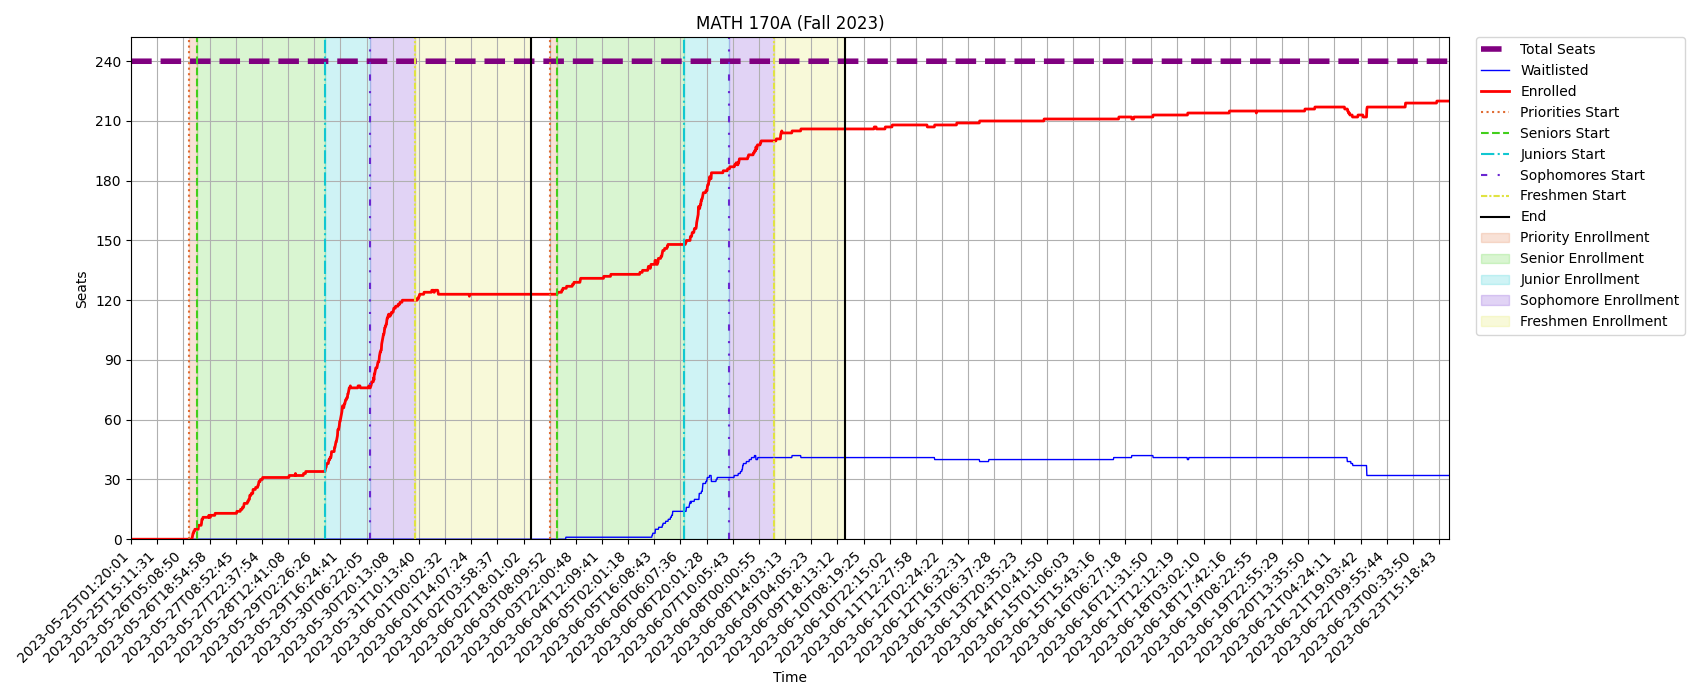 MATH 170A (Fall 2023)
240
210
180
150
120
90
60
30
0
Seats
2023-05-25T01:20:01
2023-05-25T15:11:31
2023-05-26T05:08:50
2023-05-26T18:54:58
2023-05-27T08:52:45
2023-05-27T22:37:54
2023-05-28T12:41:08
2023-05-29T02:26:26
2023-05-29T16:24:41
2023-05-30T06:22:05
2023-05-30T20:13:08
2023-05-31T10:13:40
2023-06-01T00:02:32
2023-06-01T14:07:24
2023-06-02T03:58:37
2023-06-02T18:01:02
2023-06-03T08:09:52
2023-06-03T22:00:48
2023-06-04T12:09:41
2023-06-05T02:01:18
2023-06-05T16:08:43
2023-06-06T06:07:36
2023-06-06T20:01:28
2023-06-07T10:05:43
2023-06-08T00:00:55
2023-06-08T14:03:13
2023-06-09T04:05:23
2023-06-09T18:13:12
2023-06-10T08:19:25
2023-06-10T22:15:02
2023-06-11T12:27:58
2023-06-12T02:24:22
2023-06-12T16:32:31
2023-06-13T06:37:28
2023-06-13T20:35:23
2023-06-14T10:41:50
2023-06-15T01:06:03
2023-06-15T15:43:16
2023-06-16T06:27:18
2023-06-16T21:31:50
2023-06-17T12:12:19
2023-06-18T03:02:10
2023-06-18T17:42:16
2023-06-19T08:22:55
2023-06-19T22:55:29
2023-06-20T13:35:50
2023-06-21T04:24:11
2023-06-21T19:03:42
2023-06-22T09:55:44
2023-06-23T00:33:50
2023-06-23T15:18:43
Time
Total Seats
Waitlisted
Enrolled
Priorities Start
Seniors Start
Juniors Start
Sophomores Start
Freshmen Start
End
Priority Enrollment
Senior Enrollment
Junior Enrollment
Sophomore Enrollment
Freshmen Enrollment